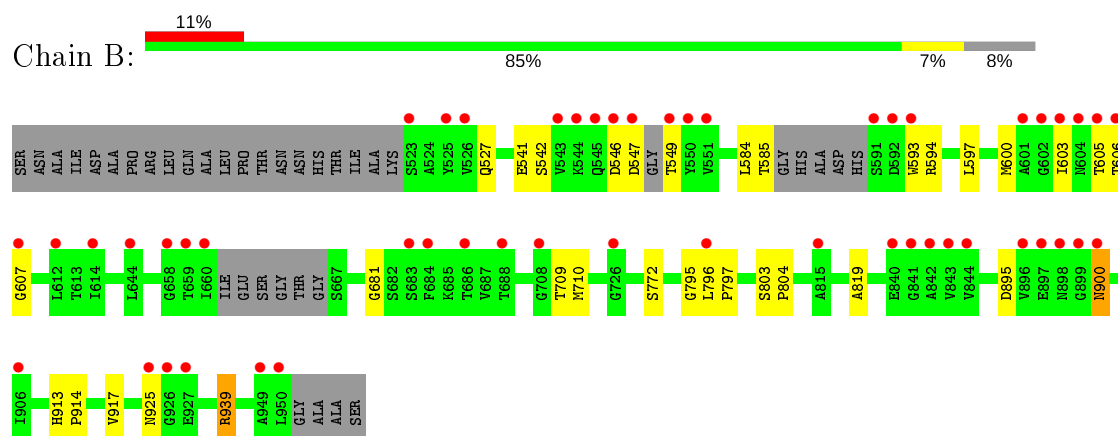 11%
Chain B:
85% 7% 8%
SER ASN ALA ILE ASP ALA PRO ARG LEU GLN ALA LEU PRO THR ASN ASN HIS THR ILE ALA LYS S523 A524 Y525 V526 Q527 E541 S542 V543 K544 Q545 D546 D547 GLY T549 Y550 V551 L584 T585 GLY HIS ALA ASP HIS S591 D592 W593 R594 L597 M600 A601 G602 I603 N604 T605 T606
G607 L612 T613 I614 L644 G658 T659 I660 ILE GLU SER GLY THR GLY S667 G681 S682 S683 F684 K685 T686 V687 T688 G708 T709 M710 G726 S772 G795 L796 P797 S803 P804 A815 A819 E840 G841 A842 V843 V844 D895 V896 E897 N898 G899 N900
I906 H913 P914 V917 N925 G926 E927 R939 A949 L950 GLY ALA ALA SER